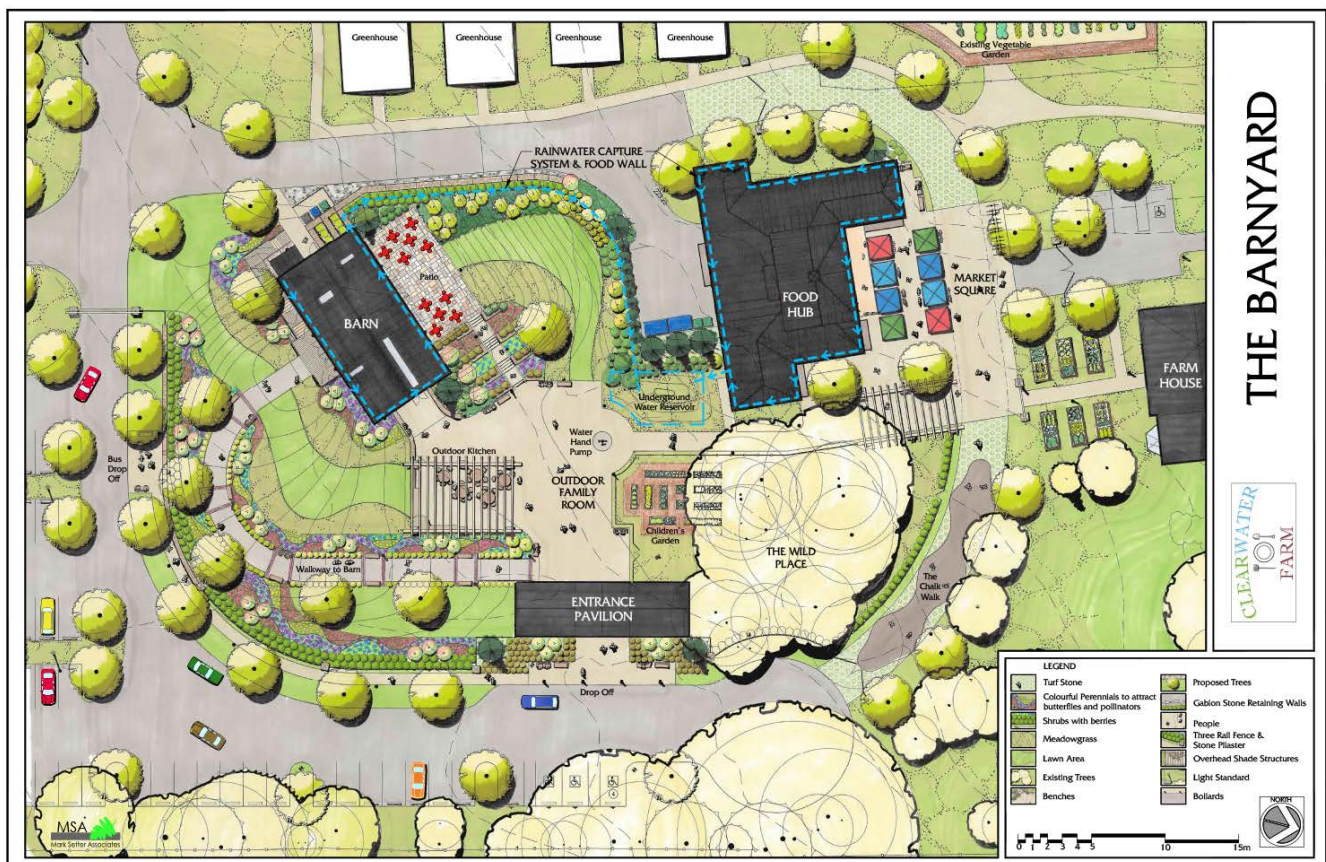 Greenhouse
Greenhouse
Greenhouse
Greenhouse
Existing Vegetable
Garden
RAINWATER CAPTURE
SYSTEM & FOOD WALL
Patio
BARN
FOOD
HUB
MARKET
SQUARE
FARM
HOUSE
Underground
Water Reservoir
Water
Hand
Pump
Bus
Drop
Off
Outdoor Kitchen
OUTDOOR
FAMILY
ROOM
Children's
Garden
THE WILD
PLACE
The
Chalk
Walk
Walkway to Barn
ENTRANCE
PAVILION
Drop Off
THE BARNYARD
CLEARWATER
FARM
LEGEND
Turf Stone
Colourful Perennials to attract
butterflies and pollinators
Shrubs with berries
Meadowgrass
Lawn Area
Existing Trees
Benches
Proposed Trees
Gabion Stone Retaining Walls
People
Three Rail Fence &
Stone Pilaster
Overhead Shade Structures
Light Standard
Bollards
NORTH
0 1 2 3 4 5 10 15m
MSA
Mark Setter Associates
4